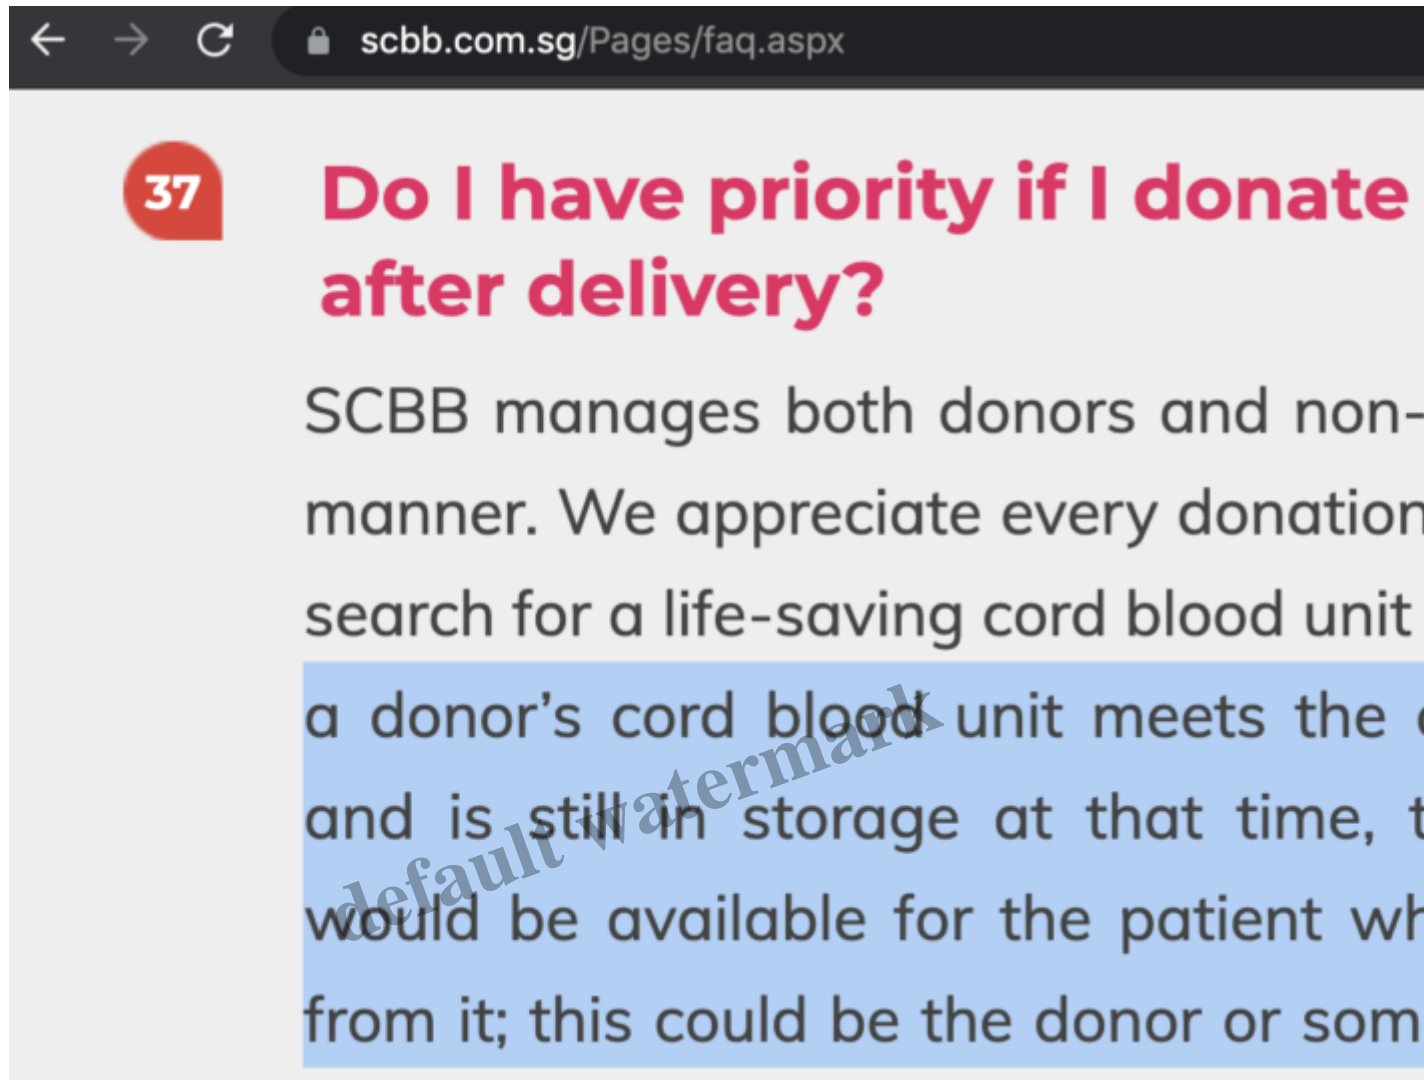 scbb.com.sg/Pages/faq.aspx
37
Do I have priority if I donate
after delivery?
SCBB manages both donors and non-
manner. We appreciate every donation
search for a life-saving cord blood unit
a donor’s cord blood unit meets the
and is still in storage at that time,
would be available for the patient
from it; this could be the donor or
default watermark